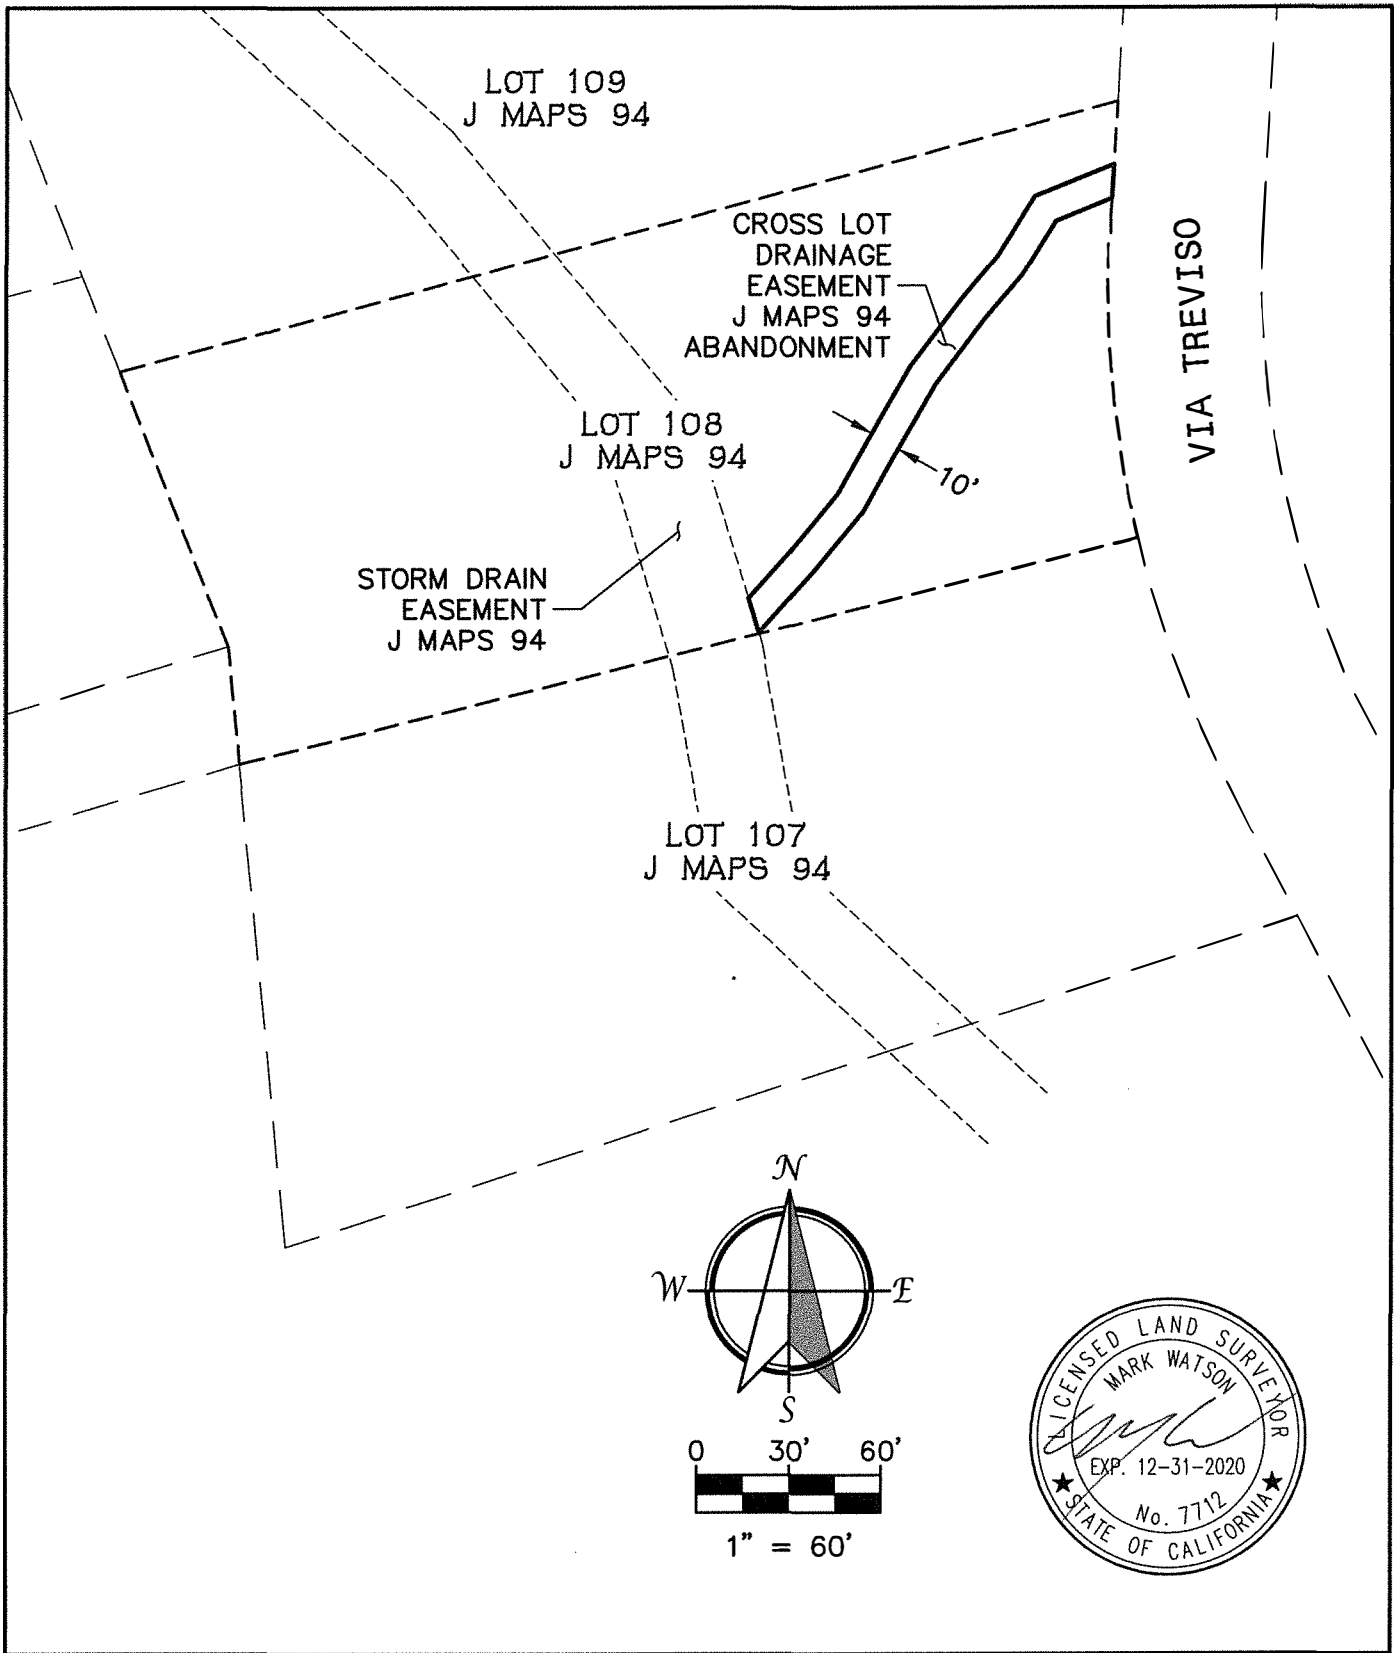 LOT 109
J MAPS 94
CROSS LOT
DRAINAGE
EASEMENT
J MAPS 94
ABANDONMENT
VIA TREVISO
LOT 108
J MAPS 94
10'
STORM DRAIN
EASEMENT
J MAPS 94
LOT 107
J MAPS 94
N
W
E
S
0 30' 60'
1" = 60'
LICENSED LAND SURVEYOR
MARK WATSON
EXP. 12-31-2020
No. 7712
STATE OF CALIFORNIA